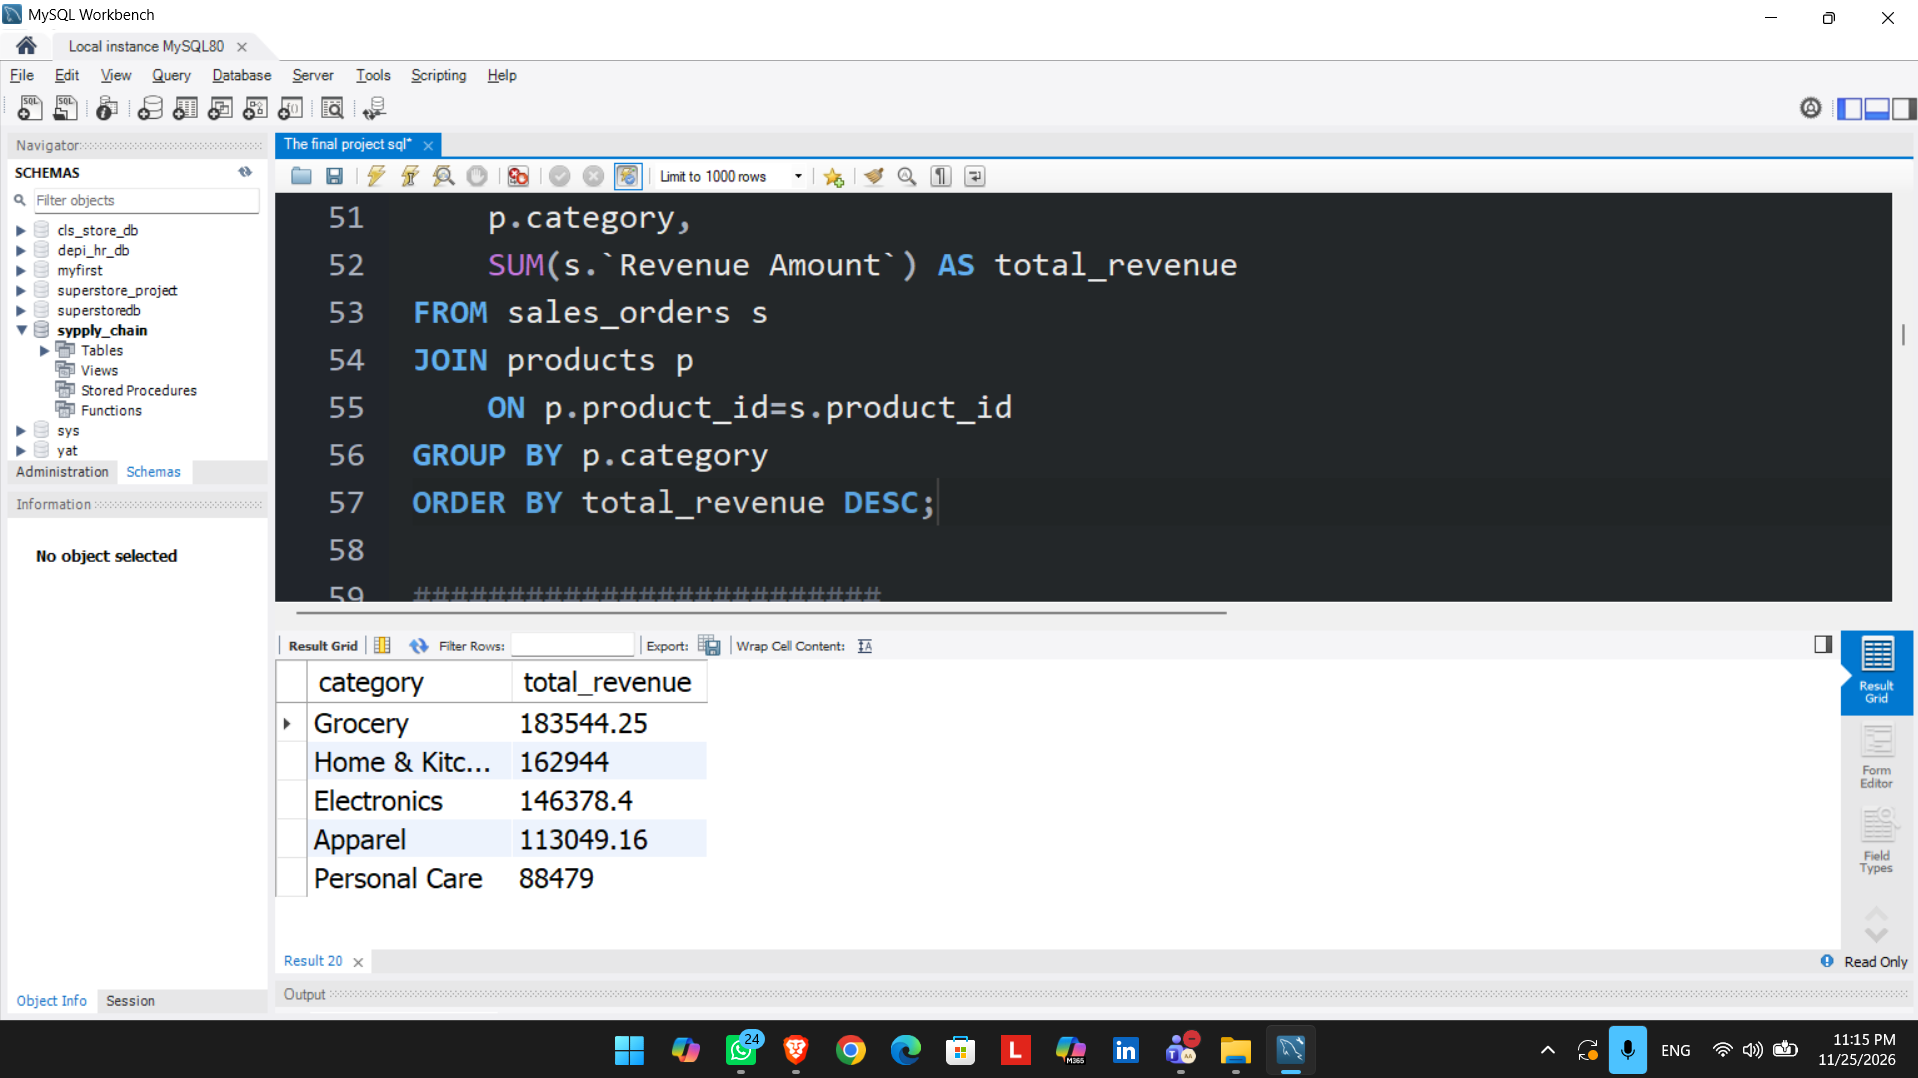 MySQL Workbench
Local instance MySQL80
File Edit View Query Database Server Tools Scripting Help
Navigator
SCHEMAS
Filter objects
cls_store_db
depi_hr_db
myfirst
superstore_project
superstoredb
sypply_chain
Tables
Views
Stored Procedures
Functions
sys
yat
Administration Schemas
Information
No object selected
Object Info Session
The final project sql*
Limit to 1000 rows
51 p.category,
52 SUM(s.`Revenue Amount`) AS total_revenue
53 FROM sales_orders s
54 JOIN products p
55 ON p.product_id=s.product_id
56 GROUP BY p.category
57 ORDER BY total_revenue DESC;
58
59 #########################
Result Grid Filter Rows: Export: Wrap Cell Content:
category total_revenue
Grocery 183544.25
Home & Kitc... 162944
Electronics 146378.4
Apparel 113049.16
Personal Care 88479
Result Grid
Form Editor
Field Types
Result 20
Read Only
Output
24
L
M365
in
ENG
11:15 PM
11/25/2026